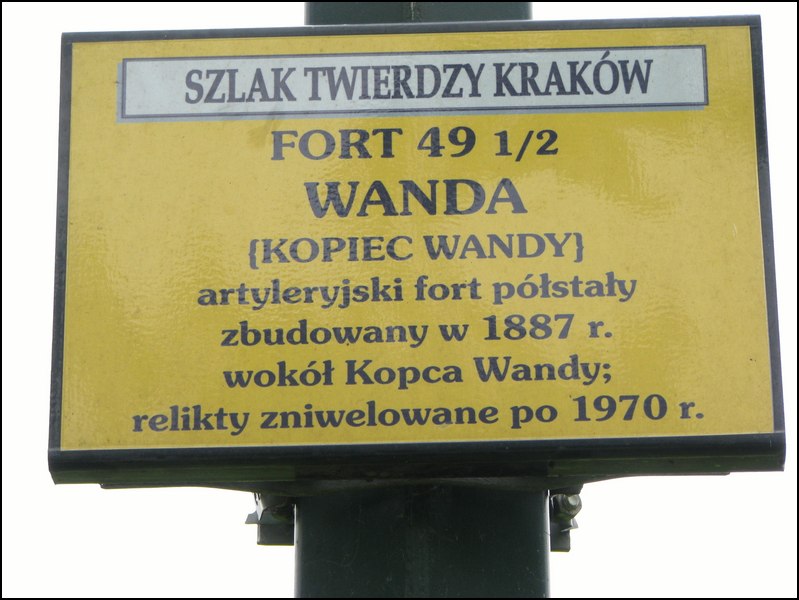 SZLAK TWIERDZY KRAKÓW
FORT 49 1/2
WANDA
{KOPIEC WANDY}
artyleryjski fort półstały
zbudowany w 1887 r.
wokół Kopca Wandy;
relikty zniwelowane po 1970 r.